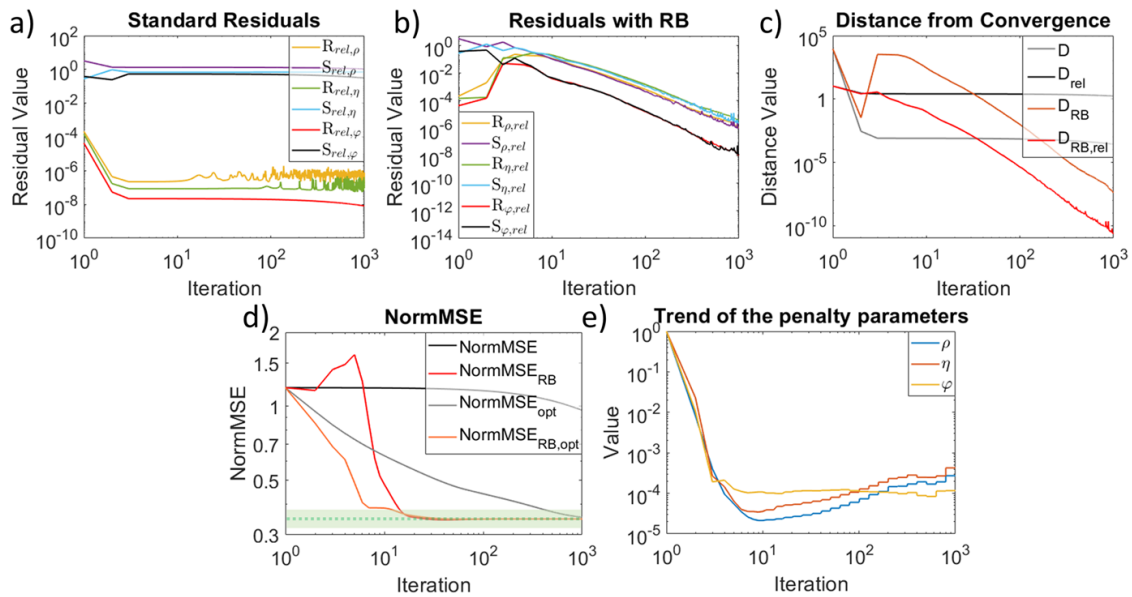 a) Standard Residuals
10^2
10^0
10^-2
10^-4
10^-6
10^-8
10^-10
Residual Value
R_rel,ρ
S_rel,ρ
R_rel,η
S_rel,η
R_rel,φ
S_rel,φ
10^0 10^1 10^2 10^3
Iteration
b) Residuals with RB
10^0
10^-2
10^-4
10^-6
10^-8
10^-10
10^-12
10^-14
Residual Value
R_ρ,rel
S_ρ,rel
R_η,rel
S_η,rel
R_φ,rel
S_φ,rel
10^0 10^1 10^2 10^3
Iteration
c) Distance from Convergence
10^5
1
10^-5
10^-10
Distance Value
D
D_rel
D_RB
D_RB,rel
10^0 10^1 10^2 10^3
Iteration
d) NormMSE
1.2
1
0.7
0.5
0.3
NormMSE
NormMSE
NormMSE_RB
NormMSE_opt
NormMSE_RB,opt
10^0 10^1 10^2 10^3
Iteration
e) Trend of the penalty parameters
10^0
10^-1
10^-2
10^-3
10^-4
10^-5
Value
ρ
η
φ
10^0 10^1 10^2 10^3
Iteration